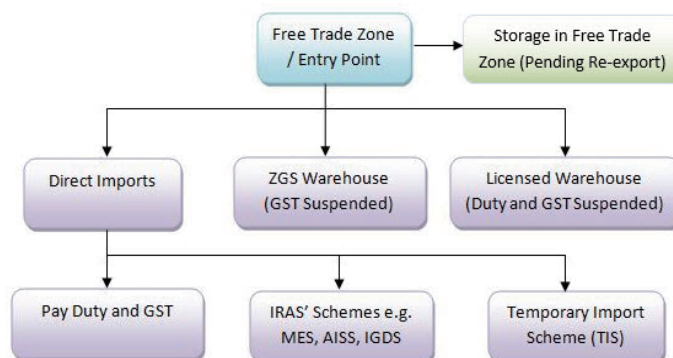 Free Trade Zone
/ Entry Point
Storage in Free Trade
Zone (Pending Re-export)
Direct Imports
ZGS Warehouse
(GST Suspended)
Licensed Warehouse
(Duty and GST Suspended)
Pay Duty and GST
IRAS' Schemes e.g.
MES, AISS, IGDS
Temporary Import
Scheme (TIS)